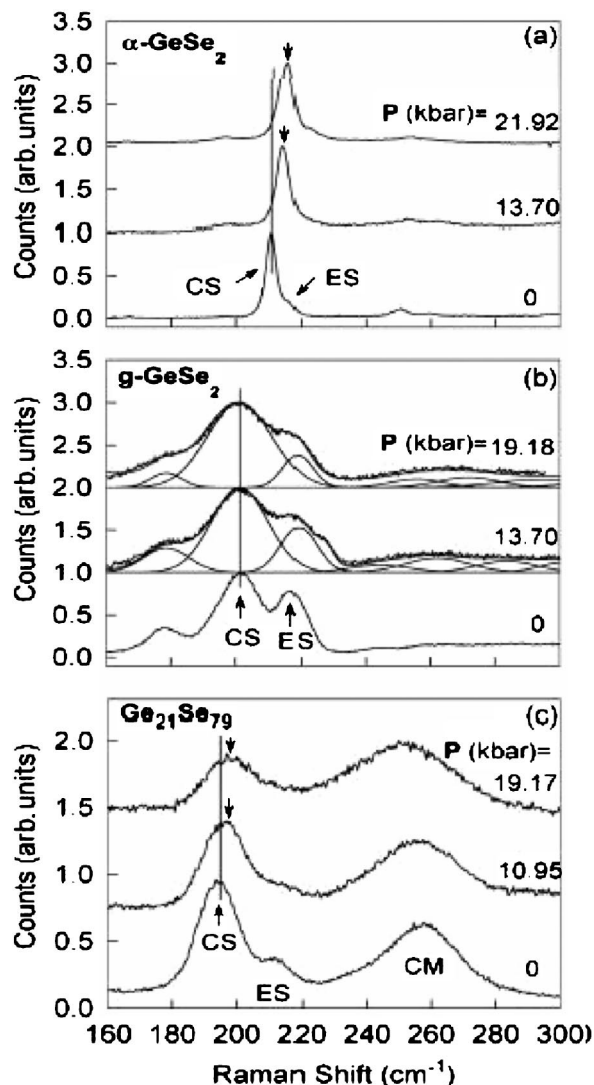 α-GeSe2
(a)
P (kbar)=
21.92
13.70
CS
ES
0
Counts (arb.units)
3.5
3.0
2.5
2.0
1.5
1.0
0.5
0.0
g-GeSe2
(b)
P (kbar)=19.18
13.70
CS
ES
0
Counts (arb.units)
3.5
3.0
2.5
2.0
1.5
1.0
0.5
0.0
Ge21Se79
(c)
P (kbar)=
19.17
10.95
CS
ES
CM
0
Counts (arb.units)
2.0
1.5
1.0
0.5
0.0
160 180 200 220 240 260 280 300)
Raman Shift (cm-1)